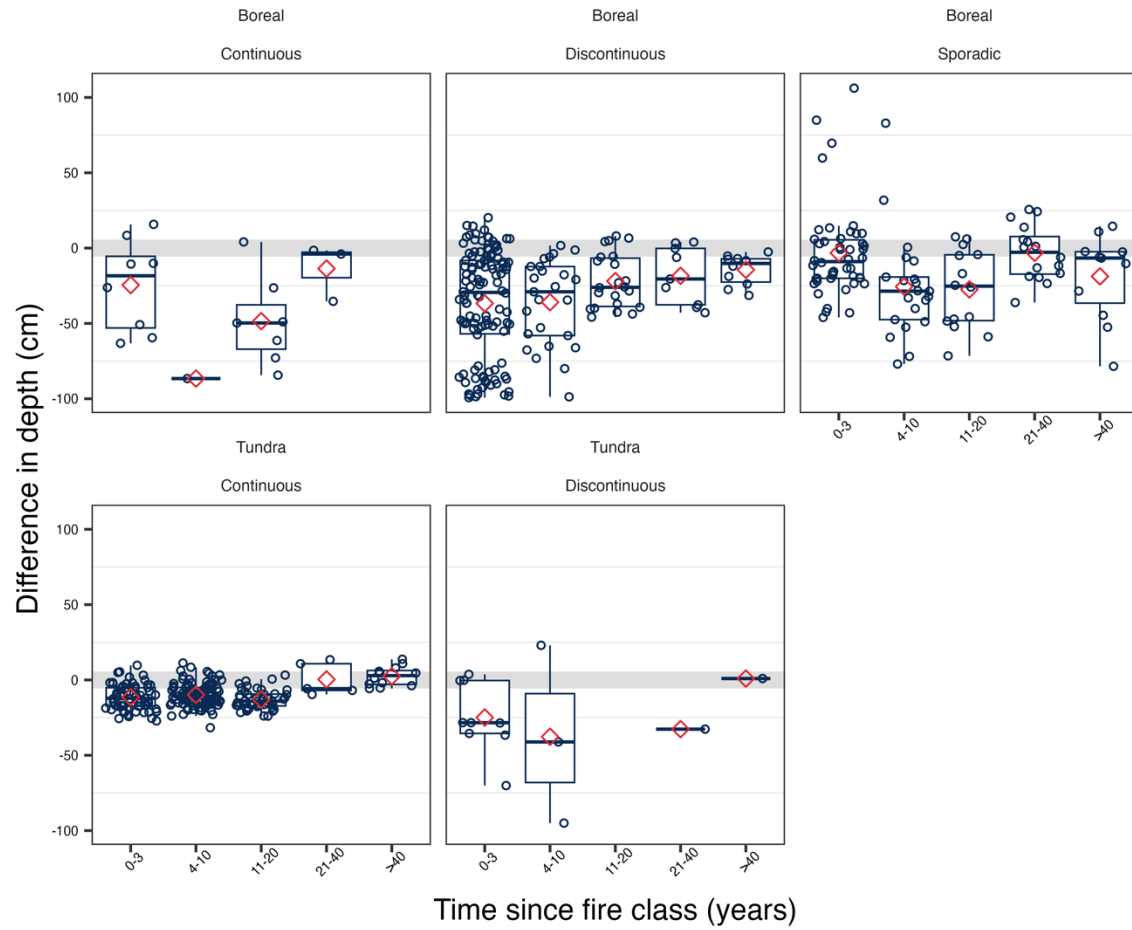 Boreal
Continuous
Boreal
Discontinuous
Boreal
Sporadic
Difference in depth (cm)
100
50
0
-50
-100
0-3
4-10
11-20
21-40
>40
Tundra
Continuous
Tundra
Discontinuous
100
50
0
-50
-100
0-3
4-10
11-20
21-40
>40
0-3
4-10
11-20
21-40
>40
Time since fire class (years)